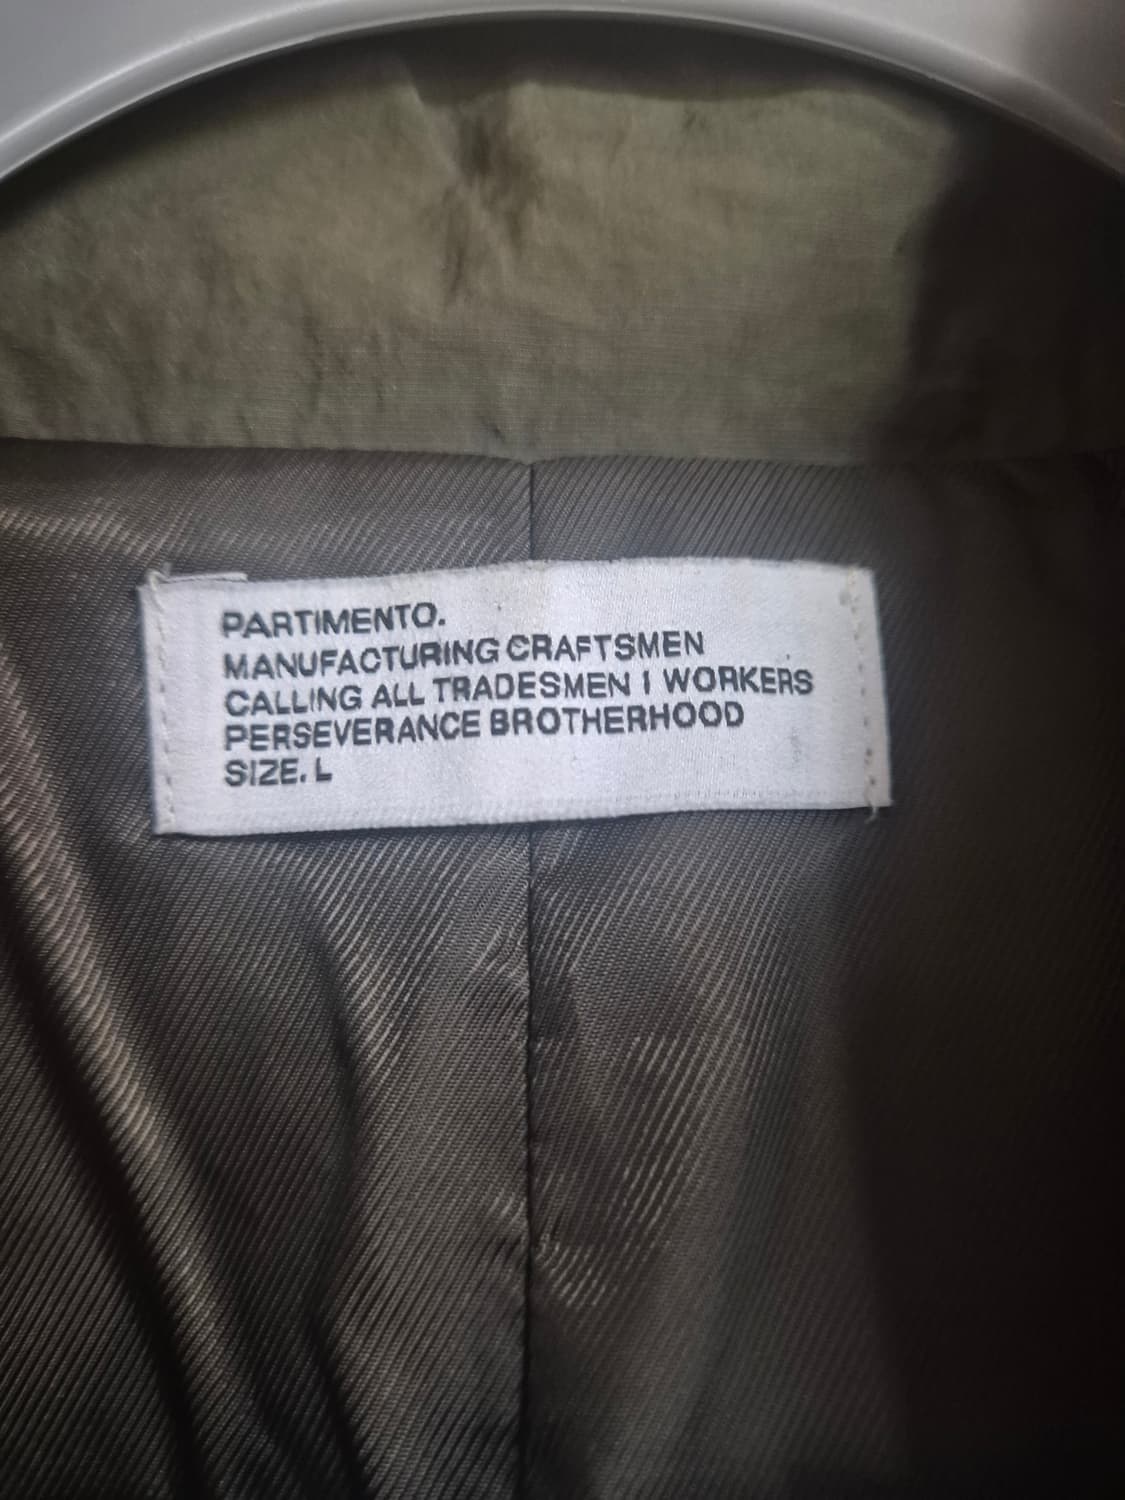 PARTIMENTO.
MANUFACTURING CRAFTSMEN
CALLING ALL TRADESMEN I WORKERS
PERSEVERANCE BROTHERHOOD
SIZE. L